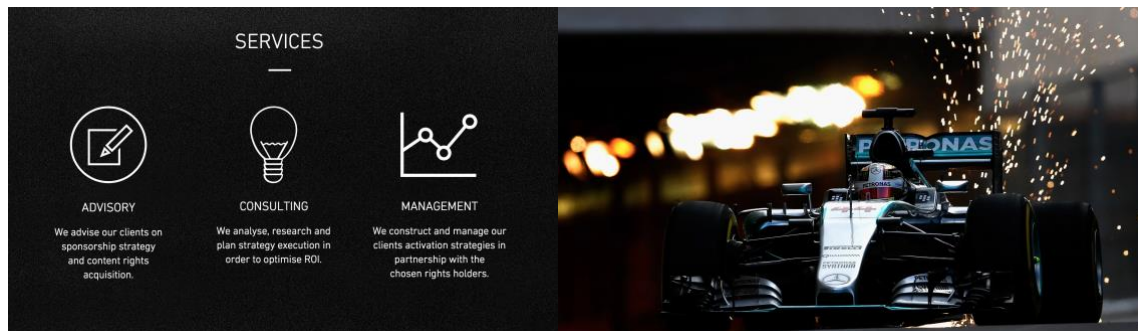 SERVICES
ADVISORY
We advise our clients on
sponsorship strategy
and content rights
acquisition.
CONSULTING
We analyse, research and
plan strategy execution in
order to optimise ROI.
MANAGEMENT
We construct and manage our
clients activation strategies in
partnership with the
chosen rights holders.
PETRONAS
PETRONAS
44